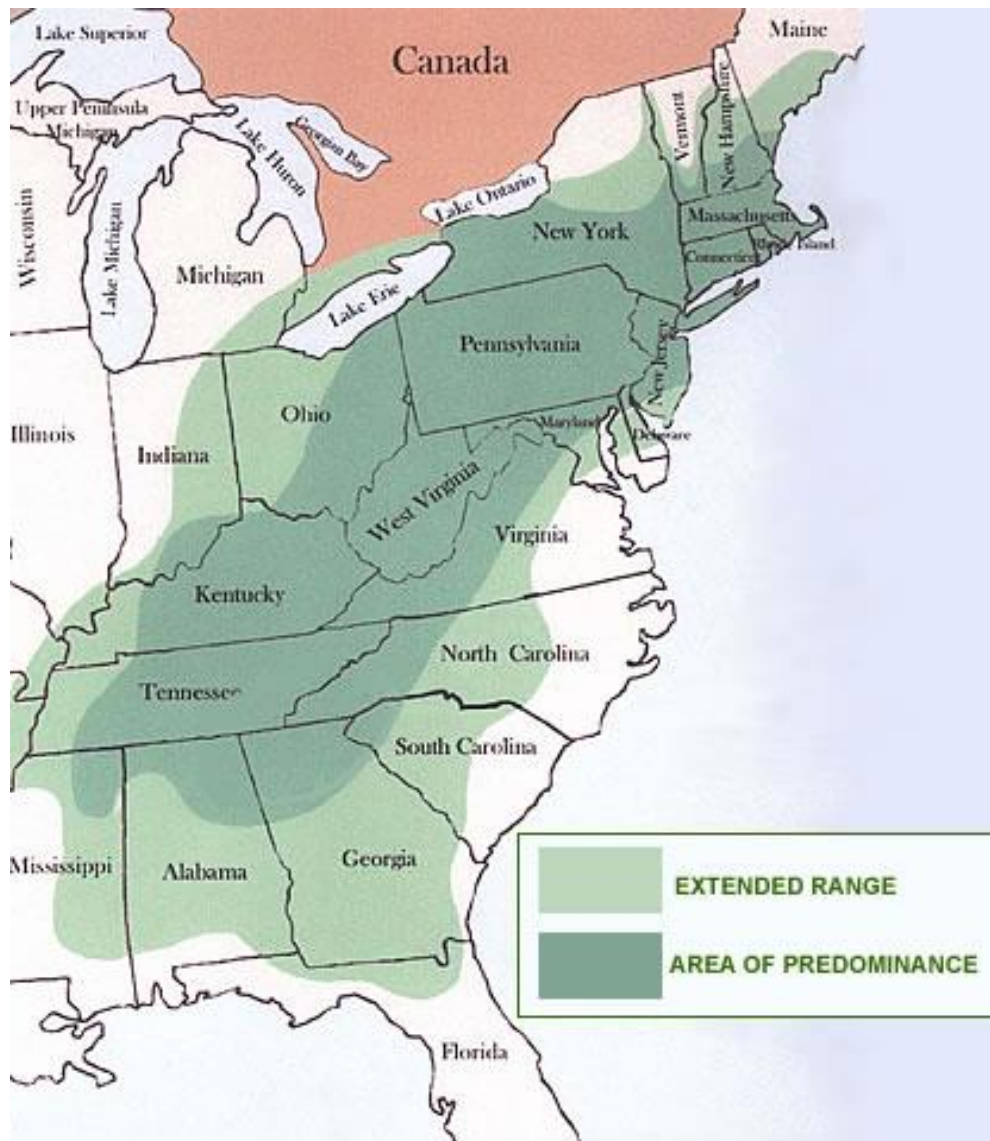 Lake Superior
Maine
Canada
Upper Peninsula
Michigan
Lake Huron
Georgian Bay
Vermont
New Hampshire
Wisconsin
Lake Michigan
Michigan
Lake Ontario
New York
Massachusetts
Connecticut
Rhode Island
Lake Erie
Pennsylvania
New Jersey
Illinois
Indiana
Ohio
Maryland
Delaware
West Virginia
Virginia
Kentucky
North Carolina
Tennessee
South Carolina
Mississippi
Alabama
Georgia
EXTENDED RANGE
AREA OF PREDOMINANCE
Florida